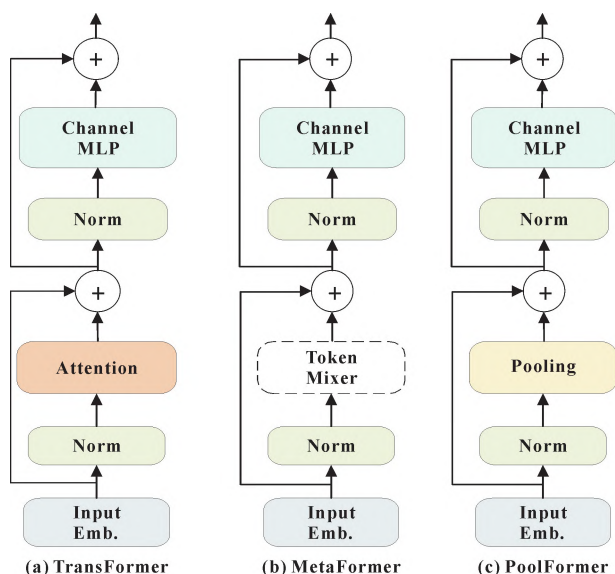 +
Channel
MLP
Norm
+
Attention
Norm
Input
Emb.
(a) TransFormer
+
Channel
MLP
Norm
+
Token
Mixer
Norm
Input
Emb.
(b) MetaFormer
+
Channel
MLP
Norm
+
Pooling
Norm
Input
Emb.
(c) PoolFormer